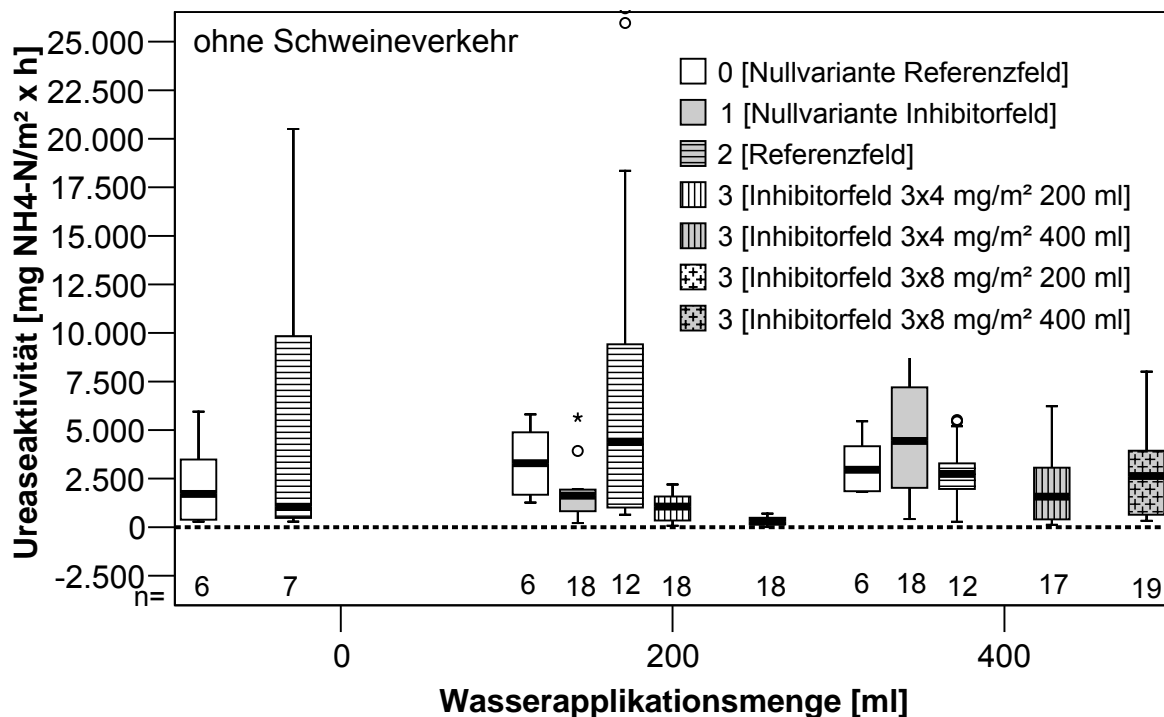 ohne Schweineverkehr
Ureaseaktivität [mg NH4-N/m² x h]
25.000
22.500
20.000
17.500
15.000
12.500
10.000
7.500
5.000
2.500
0
-2.500
0 [Nullvariante Referenzfeld]
1 [Nullvariante Inhibitorfeld]
2 [Referenzfeld]
3 [Inhibitorfeld 3x4 mg/m² 200 ml]
3 [Inhibitorfeld 3x4 mg/m² 400 ml]
3 [Inhibitorfeld 3x8 mg/m² 200 ml]
3 [Inhibitorfeld 3x8 mg/m² 400 ml]
*
n= 6 7 6 18 12 18 18 6 18 12 17 19
0 200 400
Wasserapplikationsmenge [ml]